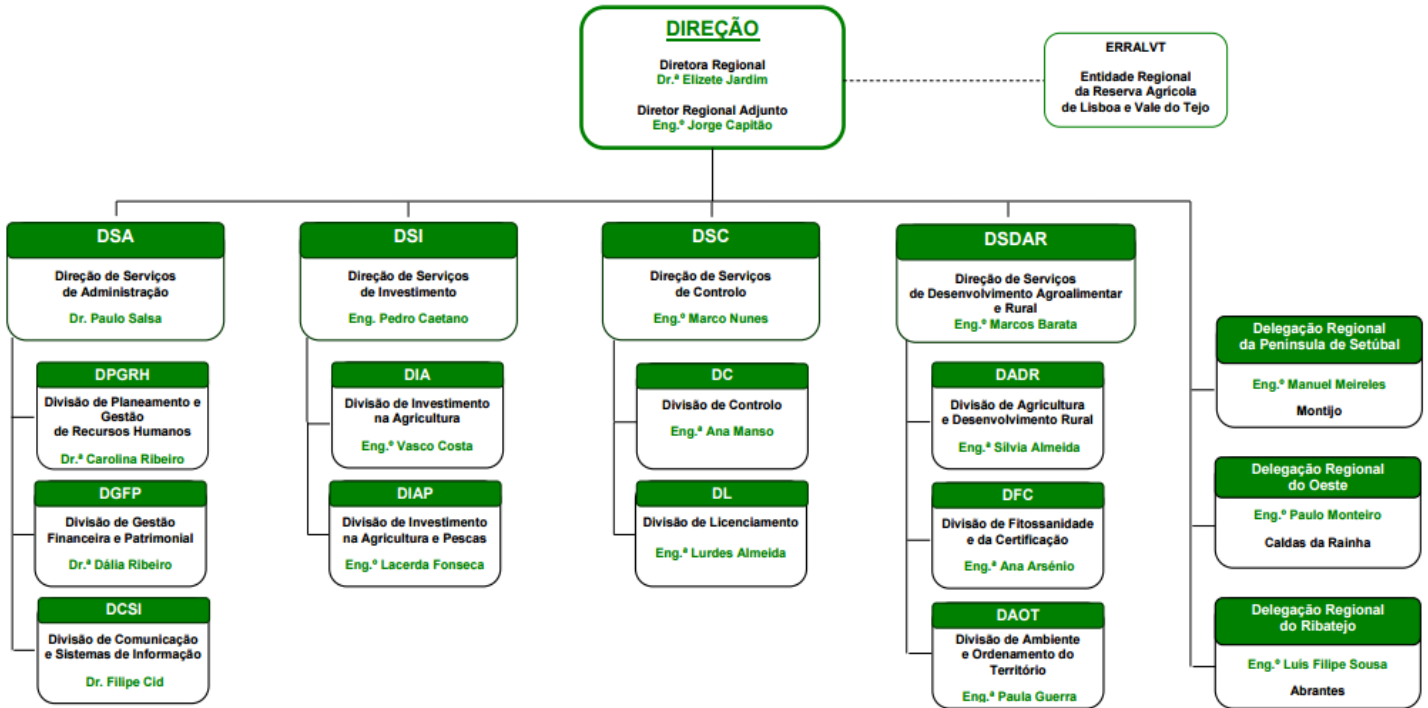 DIREÇÃO
Diretora Regional
Dr.ª Elizete Jardim
Diretor Regional Adjunto
Eng.º Jorge Capitão
ERRALVT
Entidade Regional
da Reserva Agrícola
de Lisboa e Vale do Tejo
DSA
Direção de Serviços
de Administração
Dr. Paulo Salsa
DPGRH
Divisão de Planeamento e
Gestão
de Recursos Humanos
Dr.ª Carolina Ribeiro
DGFP
Divisão de Gestão
Financeira e Patrimonial
Dr.ª Dália Ribeiro
DCSI
Divisão de Comunicação
e Sistemas de Informação
Dr. Filipe Cid
DSI
Direção de Serviços
de Investimento
Eng. Pedro Caetano
DIA
Divisão de Investimento
na Agricultura
Eng.º Vasco Costa
DIAP
Divisão de Investimento
na Agricultura e Pescas
Eng.º Lacerda Fonseca
DSC
Direção de Serviços
de Controlo
Eng.º Marco Nunes
DC
Divisão de Controlo
Eng.ª Ana Manso
DL
Divisão de Licenciamento
Eng.ª Lurdes Almeida
DSDAR
Direção de Serviços
de Desenvolvimento Agroalimentar
e Rural
Eng.º Marcos Barata
DADR
Divisão de Agricultura
e Desenvolvimento Rural
Eng.ª Sílvia Almeida
DFC
Divisão de Fitossanidade
e da Certificação
Eng.ª Ana Arsénio
DAOT
Divisão de Ambiente
e Ordenamento do
Território
Eng.ª Paula Guerra
Delegação Regional
da Península de Setúbal
Eng.º Manuel Meireles
Montijo
Delegação Regional
do Oeste
Eng.º Paulo Monteiro
Caldas da Rainha
Delegação Regional
do Ribatejo
Eng.º Luís Filipe Sousa
Abrantes